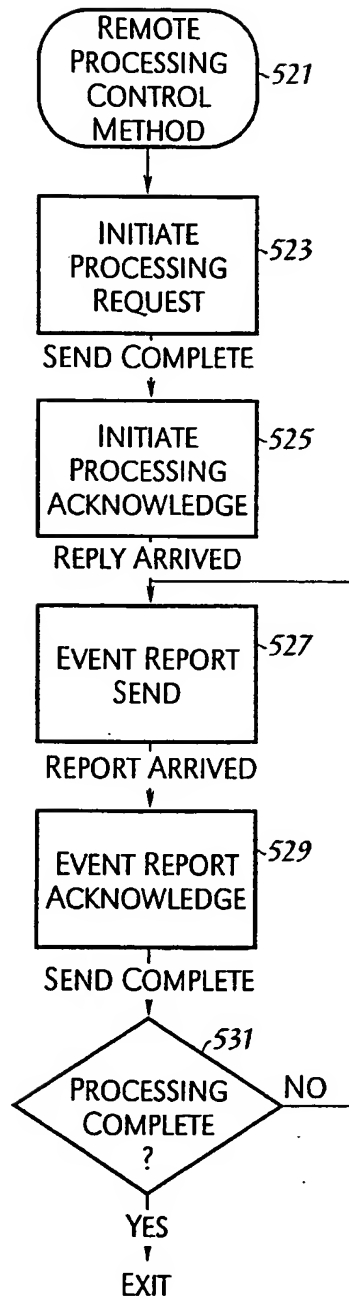 REMOTE
PROCESSING
CONTROL
METHOD
521
INITIATE
PROCESSING
REQUEST
523
SEND COMPLETE
INITIATE
PROCESSING
ACKNOWLEDGE
525
REPLY ARRIVED
EVENT REPORT
SEND
527
REPORT ARRIVED
EVENT REPORT
ACKNOWLEDGE
529
SEND COMPLETE
531
PROCESSING
COMPLETE
?
NO
YES
EXIT